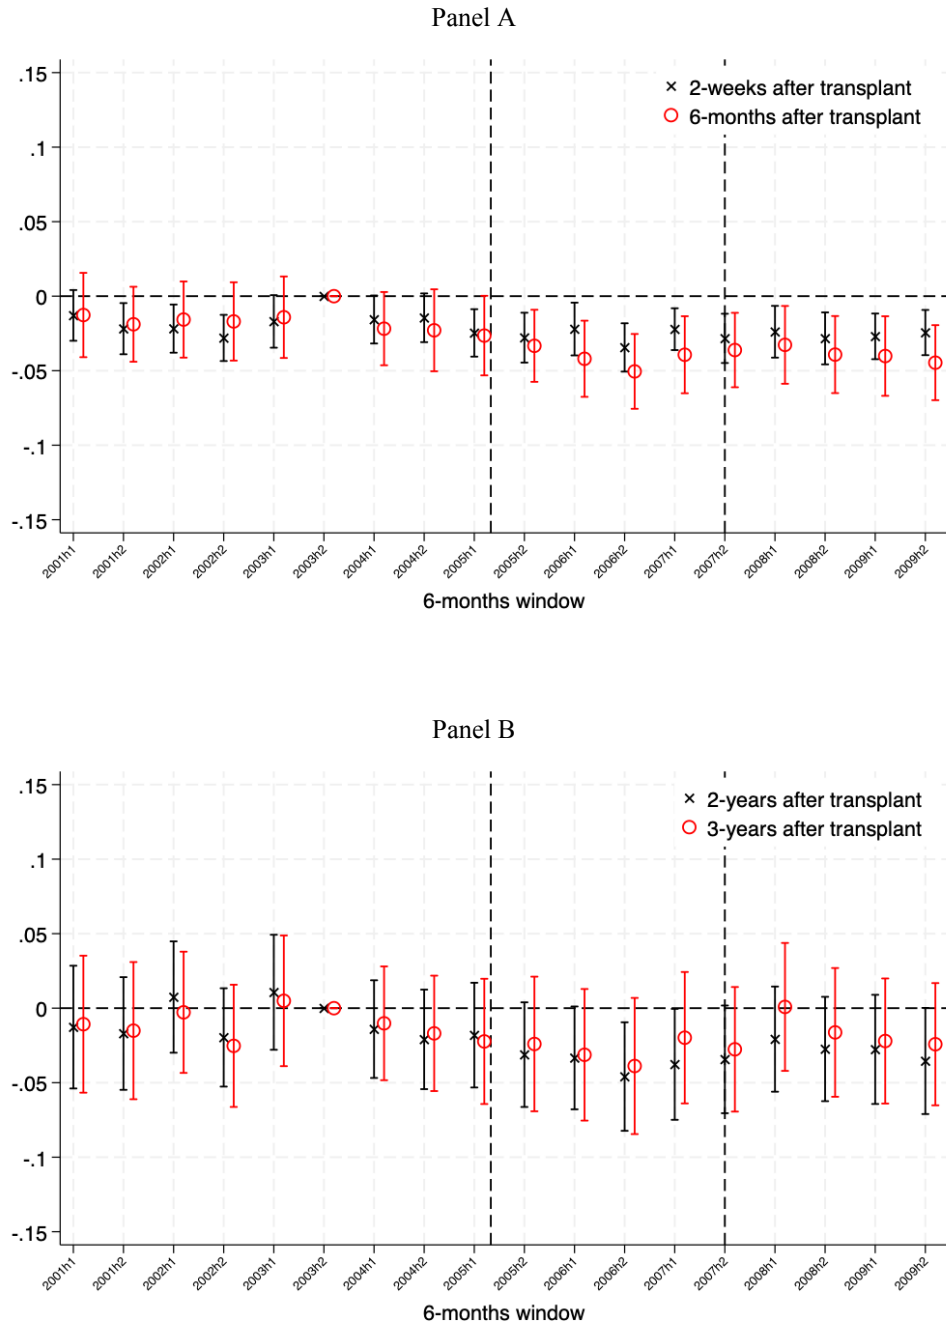 Panel A
.15
.1
.05
0
-.05
-.1
-.15
2-weeks after transplant
6-months after transplant
2001h1
2001h2
2002h1
2002h2
2003h1
2003h2
2004h1
2004h2
2005h1
2005h2
2006h1
2006h2
2007h1
2007h2
2008h1
2008h2
2009h1
2009h2
6-months window
Panel B
.15
.1
.05
0
-.05
-.1
-.15
2-years after transplant
3-years after transplant
2001h1
2001h2
2002h1
2002h2
2003h1
2003h2
2004h1
2004h2
2005h1
2005h2
2006h1
2006h2
2007h1
2007h2
2008h1
2008h2
2009h1
2009h2
6-months window